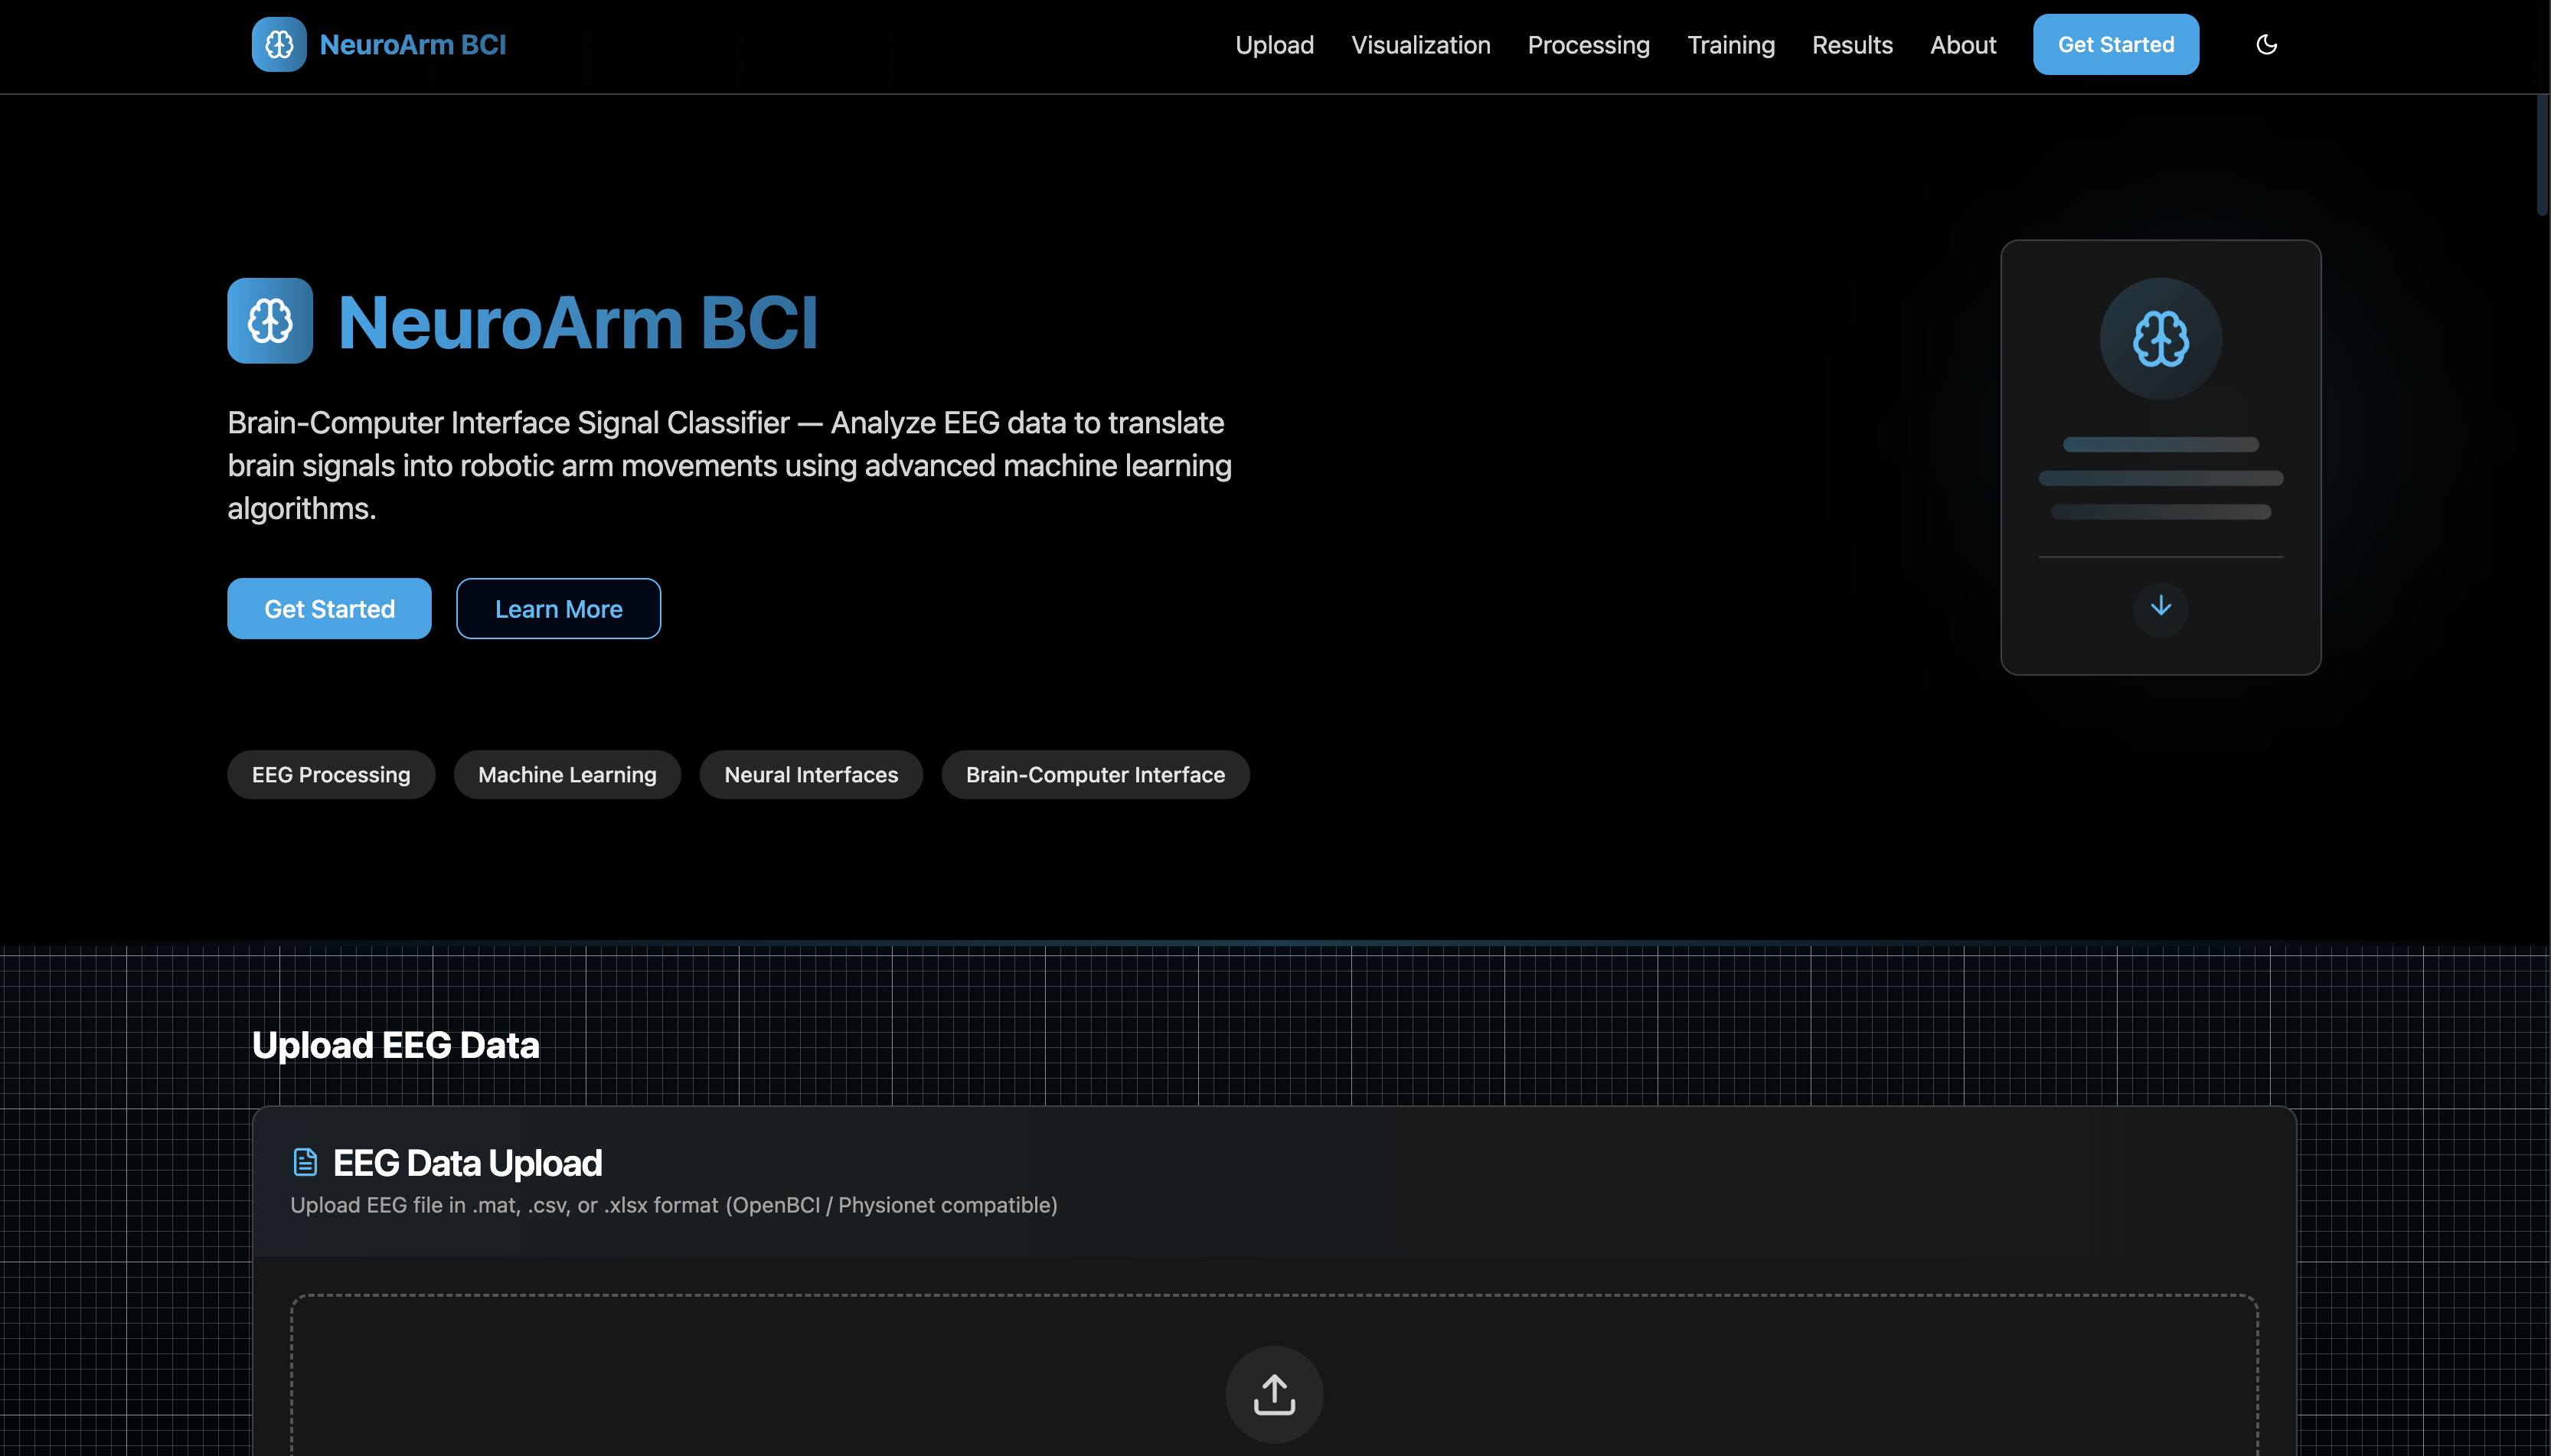 NeuroArm BCI
Upload
Visualization
Processing
Training
Results
About
Get Started
NeuroArm BCI
Brain-Computer Interface Signal Classifier — Analyze EEG data to translate
brain signals into robotic arm movements using advanced machine learning
algorithms.
Get Started
Learn More
EEG Processing
Machine Learning
Neural Interfaces
Brain-Computer Interface
Upload EEG Data
EEG Data Upload
Upload EEG file in .mat, .csv, or .xlsx format (OpenBCI / Physionet compatible)